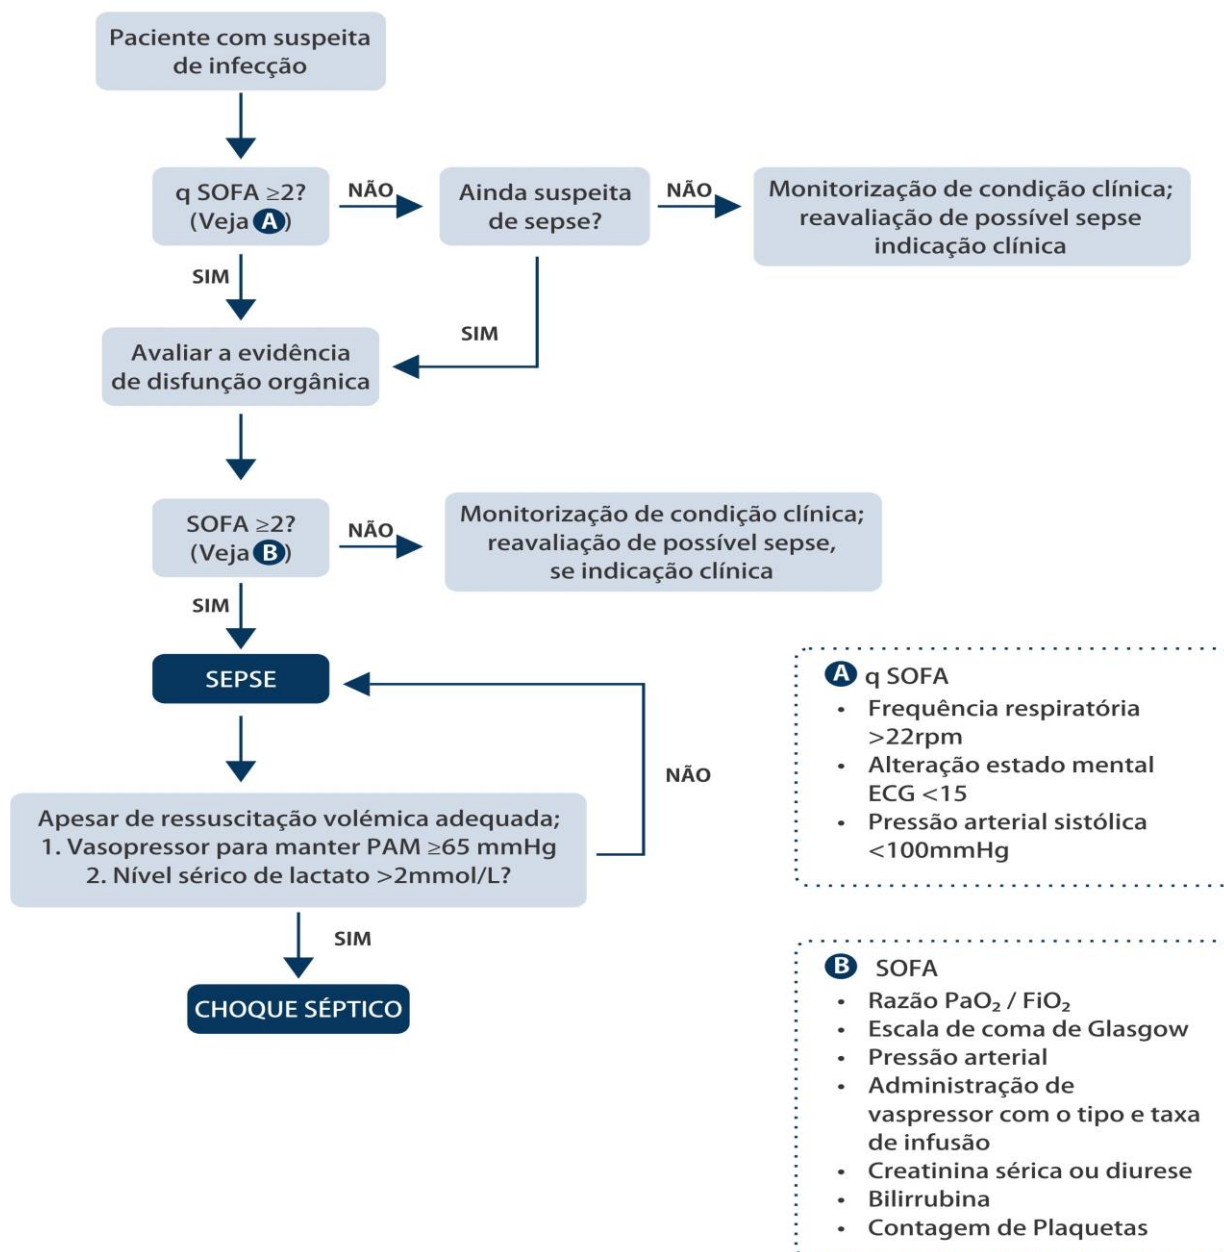 Paciente com suspeita
de infecção
q SOFA ≥2?
(Veja A)
NÃO
Ainda suspeita
de sepse?
NÃO
Monitorização de condição clínica;
reavaliação de possível sepse
indicação clínica
SIM
SIM
Avaliar a evidência
de disfunção orgânica
SOFA ≥2?
(Veja B)
NÃO
Monitorização de condição clínica;
reavaliação de possível sepse,
se indicação clínica
SIM
SEPSE
NÃO
Apesar de ressuscitação volémica adequada;
1. Vasopressor para manter PAM ≥65 mmHg
2. Nível sérico de lactato >2mmol/L?
SIM
CHOQUE SÉPTICO
A q SOFA
• Frequência respiratória
>22rpm
• Alteração estado mental
ECG <15
• Pressão arterial sistólica
<100mmHg
B SOFA
• Razão PaO₂ / FiO₂
• Escala de coma de Glasgow
• Pressão arterial
• Administração de
vaspressor com o tipo e taxa
de infusão
• Creatinina sérica ou diurese
• Bilirrubina
• Contagem de Plaquetas